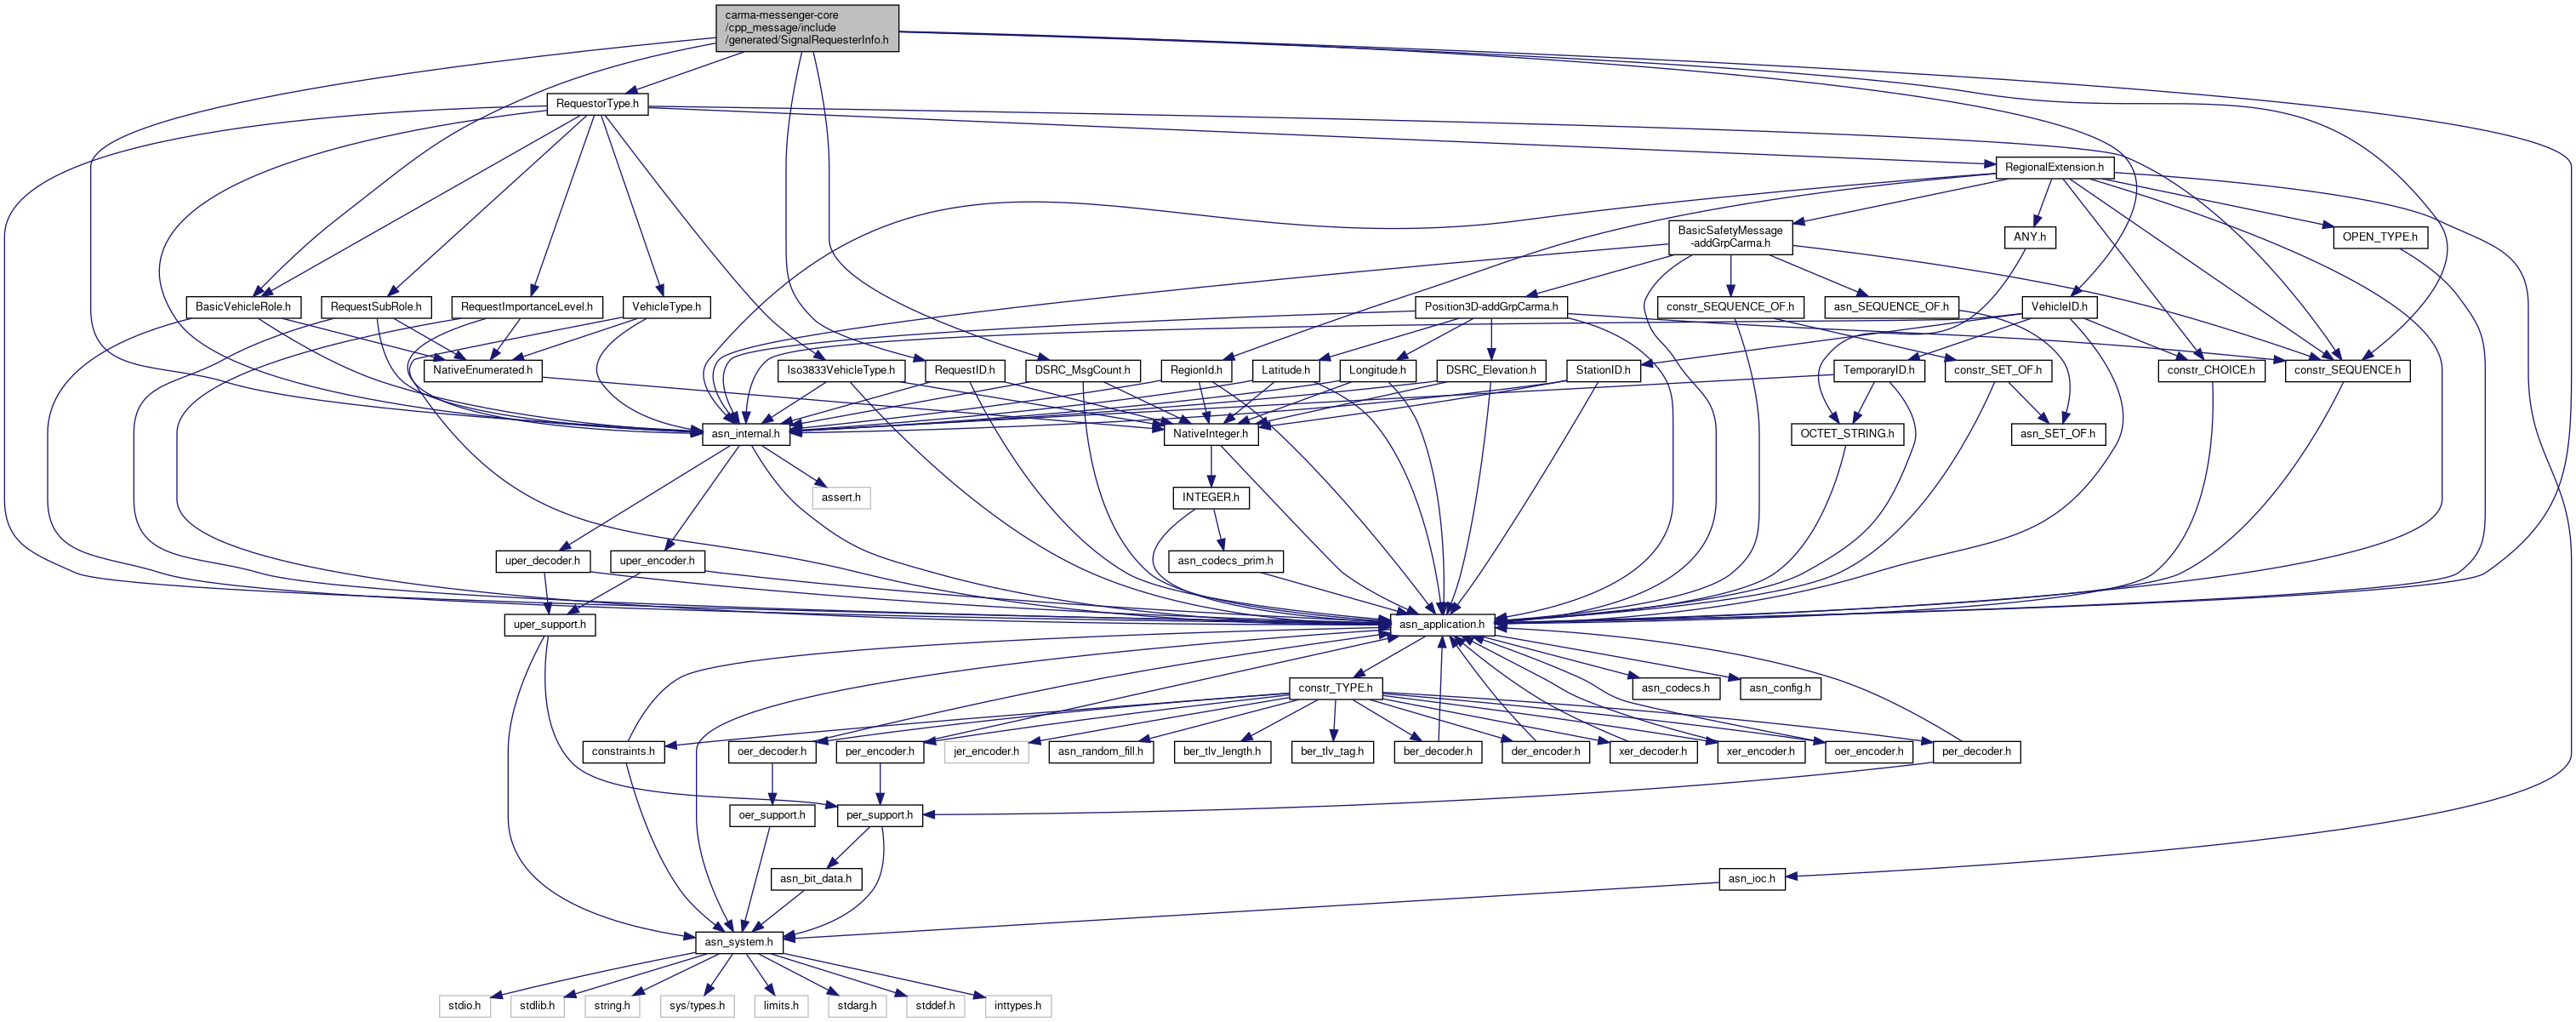 carma-messenger-core
/cpp_message/include
/generated/SignalRequesterInfo.h
RequestorType.h
RegionalExtension.h
BasicSafetyMessage
-addGrpCarma.h
ANY.h
OPEN_TYPE.h
BasicVehicleRole.h
RequestSubRole.h
RequestImportanceLevel.h
VehicleType.h
Position3D-addGrpCarma.h
constr_SEQUENCE_OF.h
asn_SEQUENCE_OF.h
VehicleID.h
NativeEnumerated.h
Iso3833VehicleType.h
RequestID.h
DSRC_MsgCount.h
RegionId.h
Latitude.h
Longitude.h
DSRC_Elevation.h
StationID.h
TemporaryID.h
constr_SET_OF.h
constr_CHOICE.h
constr_SEQUENCE.h
asn_internal.h
NativeInteger.h
OCTET_STRING.h
asn_SET_OF.h
assert.h
INTEGER.h
uper_decoder.h
uper_encoder.h
asn_codecs_prim.h
uper_support.h
asn_application.h
constr_TYPE.h
asn_codecs.h
asn_config.h
constraints.h
oer_decoder.h
per_encoder.h
jer_encoder.h
asn_random_fill.h
ber_tlv_length.h
ber_tlv_tag.h
ber_decoder.h
der_encoder.h
xer_decoder.h
xer_encoder.h
oer_encoder.h
per_decoder.h
oer_support.h
per_support.h
asn_bit_data.h
asn_ioc.h
asn_system.h
stdio.h
stdlib.h
string.h
sys/types.h
limits.h
stdarg.h
stddef.h
inttypes.h